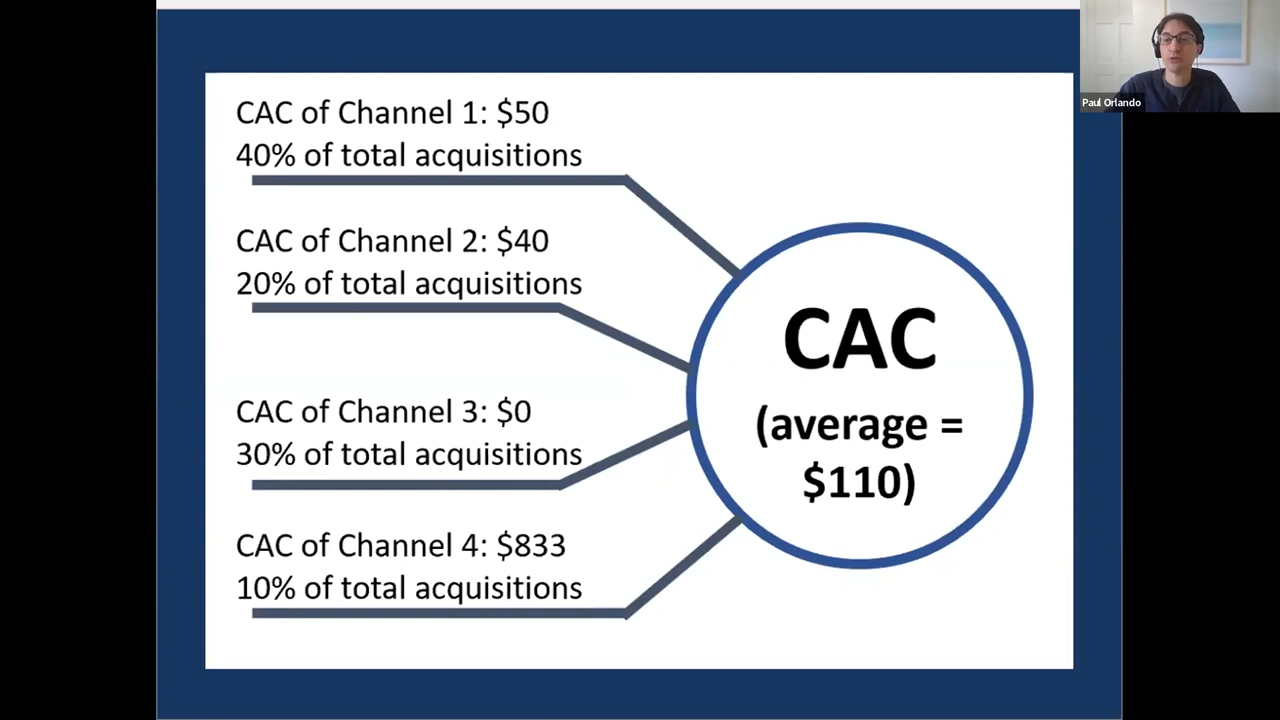 CAC of Channel 1: $50
40% of total acquisitions
CAC of Channel 2: $40
20% of total acquisitions
CAC of Channel 3: $0
30% of total acquisitions
CAC of Channel 4: $833
10% of total acquisitions
CAC
(average =
$110)
Paul Orlando